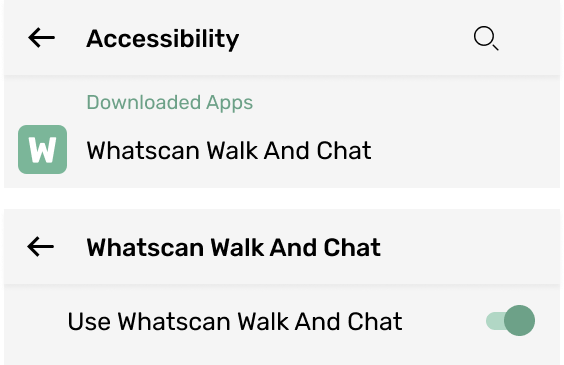 Accessibility
Downloaded Apps
W
Whatscan Walk And Chat
Whatscan Walk And Chat
Use Whatscan Walk And Chat